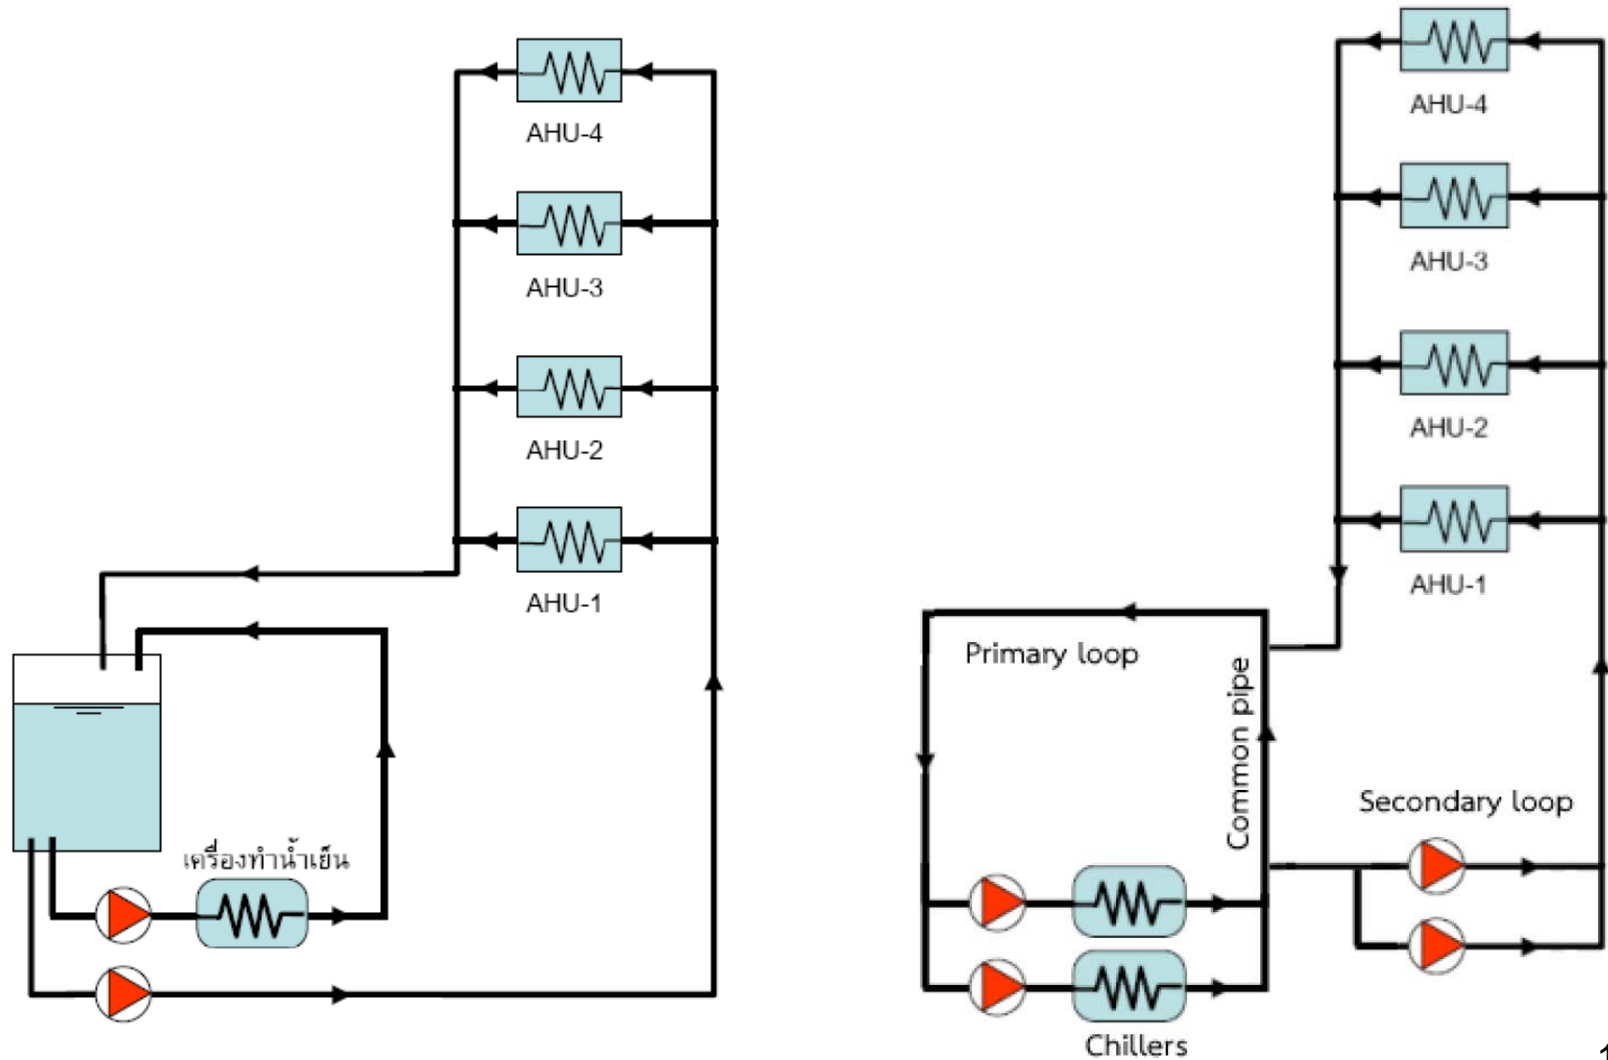 AHU-4
AHU-3
AHU-2
AHU-1
เครื่องทำน้ำเย็น
AHU-4
AHU-3
AHU-2
AHU-1
Primary loop
Common pipe
Secondary loop
Chillers